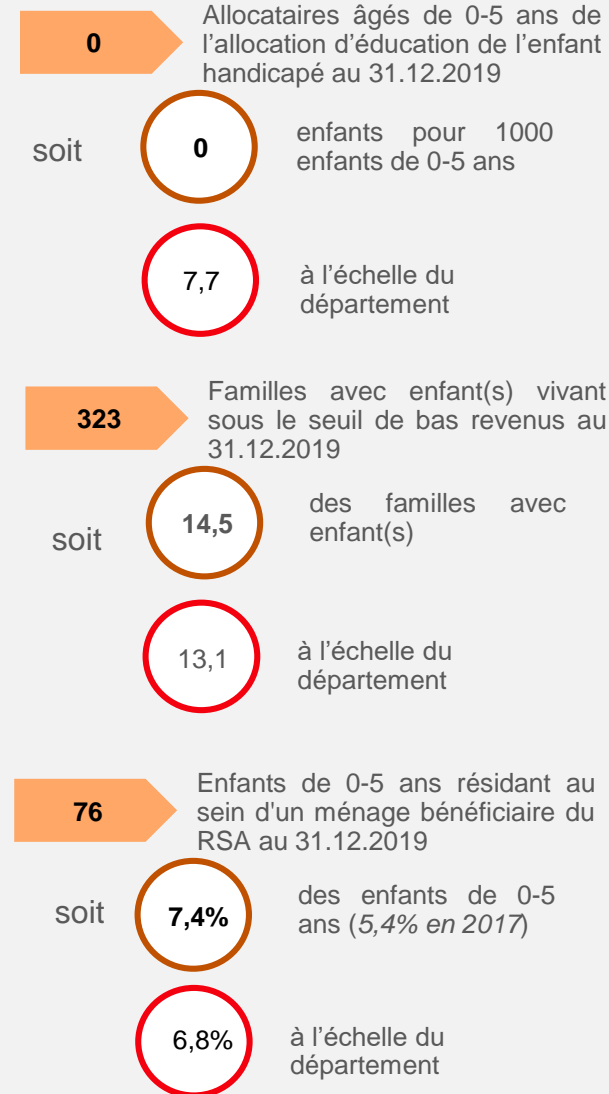 0
Allocataires âgés de 0-5 ans de
l'allocation d'éducation de l'enfant
handicapé au 31.12.2019
soit
0
enfants pour 1000
enfants de 0-5 ans
7,7
à l'échelle du
département
323
Familles avec enfant(s) vivant
sous le seuil de bas revenus au
31.12.2019
soit
14,5
des familles avec
enfant(s)
13,1
à l'échelle du
département
76
Enfants de 0-5 ans résidant au
sein d'un ménage bénéficiaire du
RSA au 31.12.2019
soit
7,4%
des enfants de 0-5
ans (5,4% en 2017)
6,8%
à l'échelle du
département